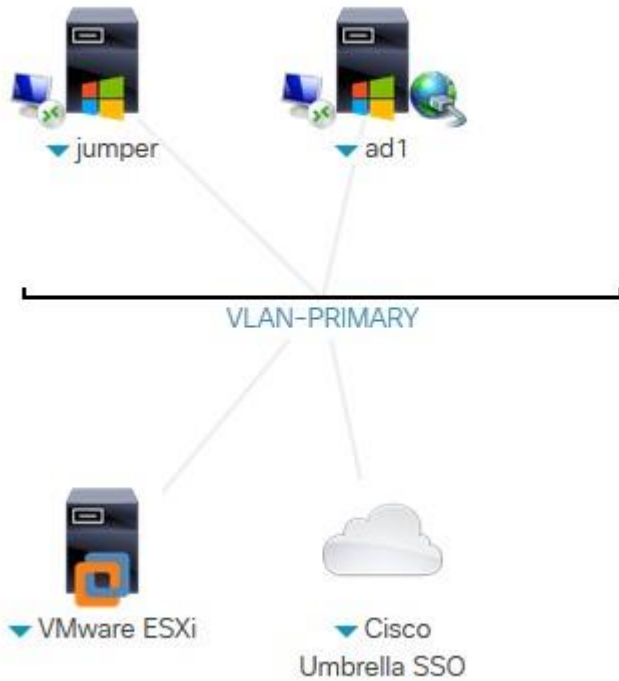 jumper
ad1
VLAN-PRIMARY
VMware ESXi
Cisco
Umbrella SSO